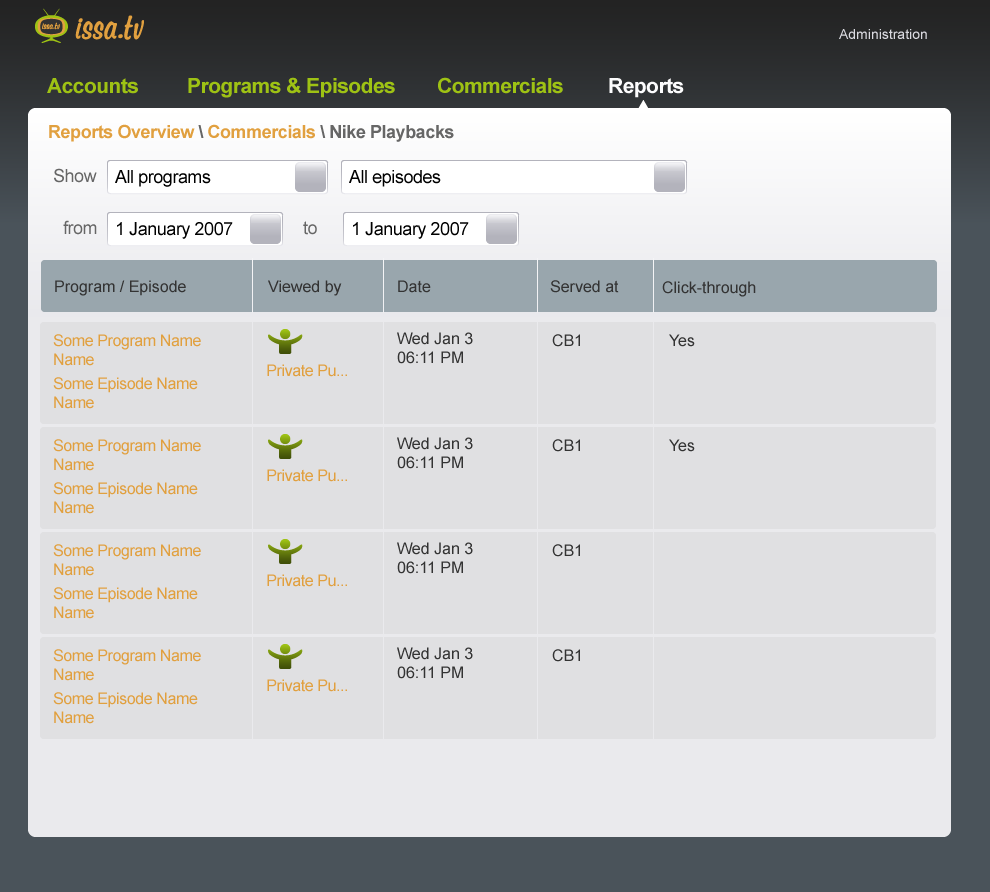 issa.tv issa.tv
Administration
Accounts Programs & Episodes Commercials Reports
Reports Overview \ Commercials \ Nike Playbacks
Show All programs All episodes
from 1 January 2007 to 1 January 2007
Program / Episode Viewed by Date Served at Click-through
Some Program Name Wed Jan 3 CB1 Yes
Name 06:11 PM
Private Pu...
Some Episode Name
Name
Some Program Name Wed Jan 3 CB1 Yes
Name 06:11 PM
Private Pu...
Some Episode Name
Name
Some Program Name Wed Jan 3 CB1
Name 06:11 PM
Private Pu...
Some Episode Name
Name
Some Program Name Wed Jan 3 CB1
Name 06:11 PM
Private Pu...
Some Episode Name
Name